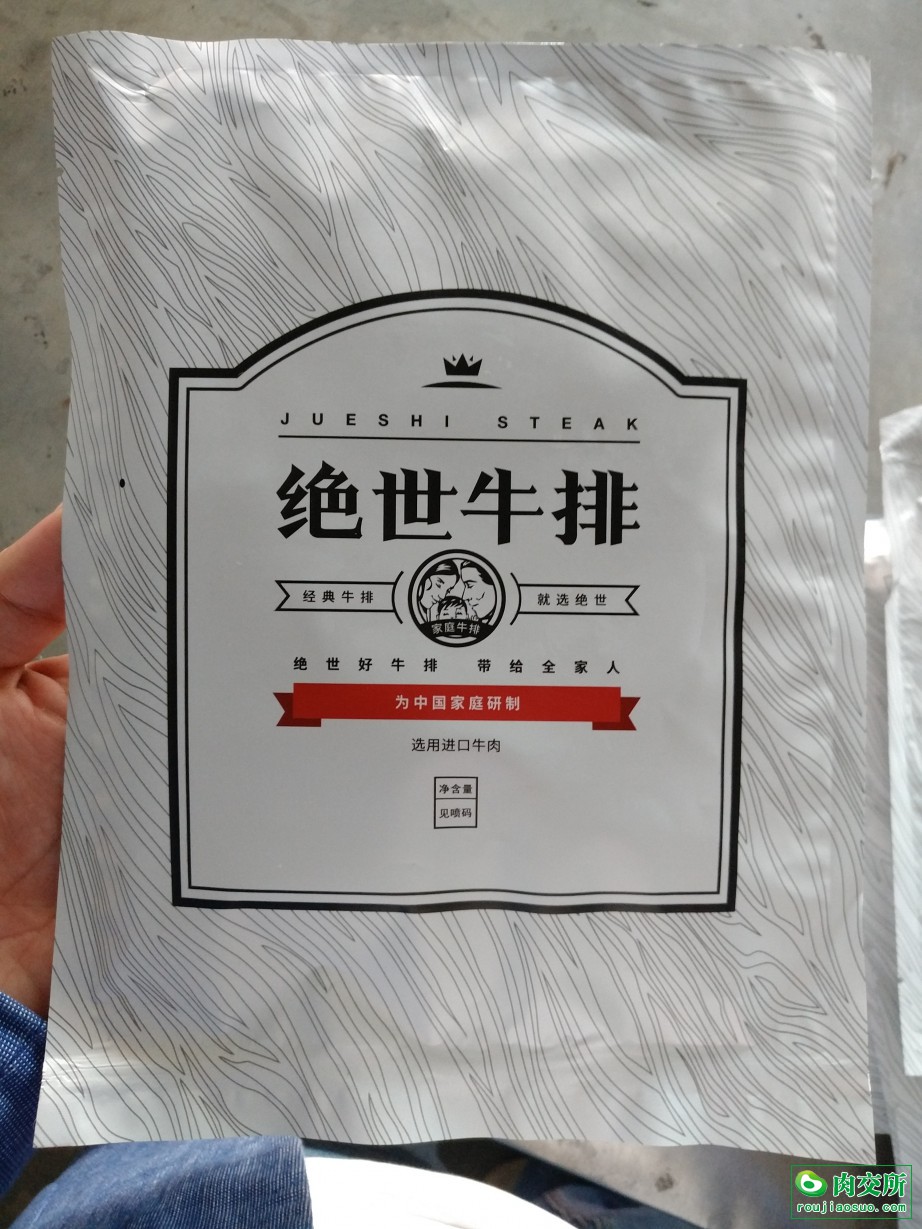 JUESHI STEAK
绝世牛排
经典牛排
就选绝世
家庭牛排
绝世好牛排 带给全家人
为中国家庭研制
选用进口牛肉
净含量
见喷码
肉交所
roujiaosuo.com